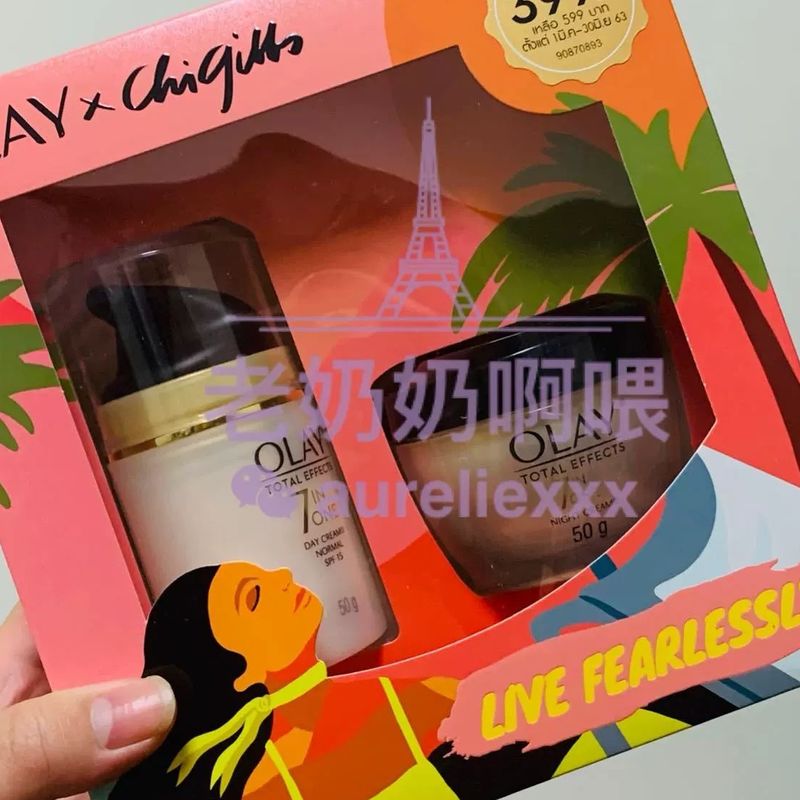 LAY x Chigitts
เหลือ 599 บาท
ตั้งแต่ 1มี.ค-30มิ.ย 63
90870893
老奶奶啊喂
aureliexxx
OLAY
TOTAL EFFECTS
7 IN ONE
DAY CREAM
NORMAL
SPF 15
50 g
OLAY
TOTAL EFFECTS
NIGHT CREAM
50 g
LIVE FEARLESSL